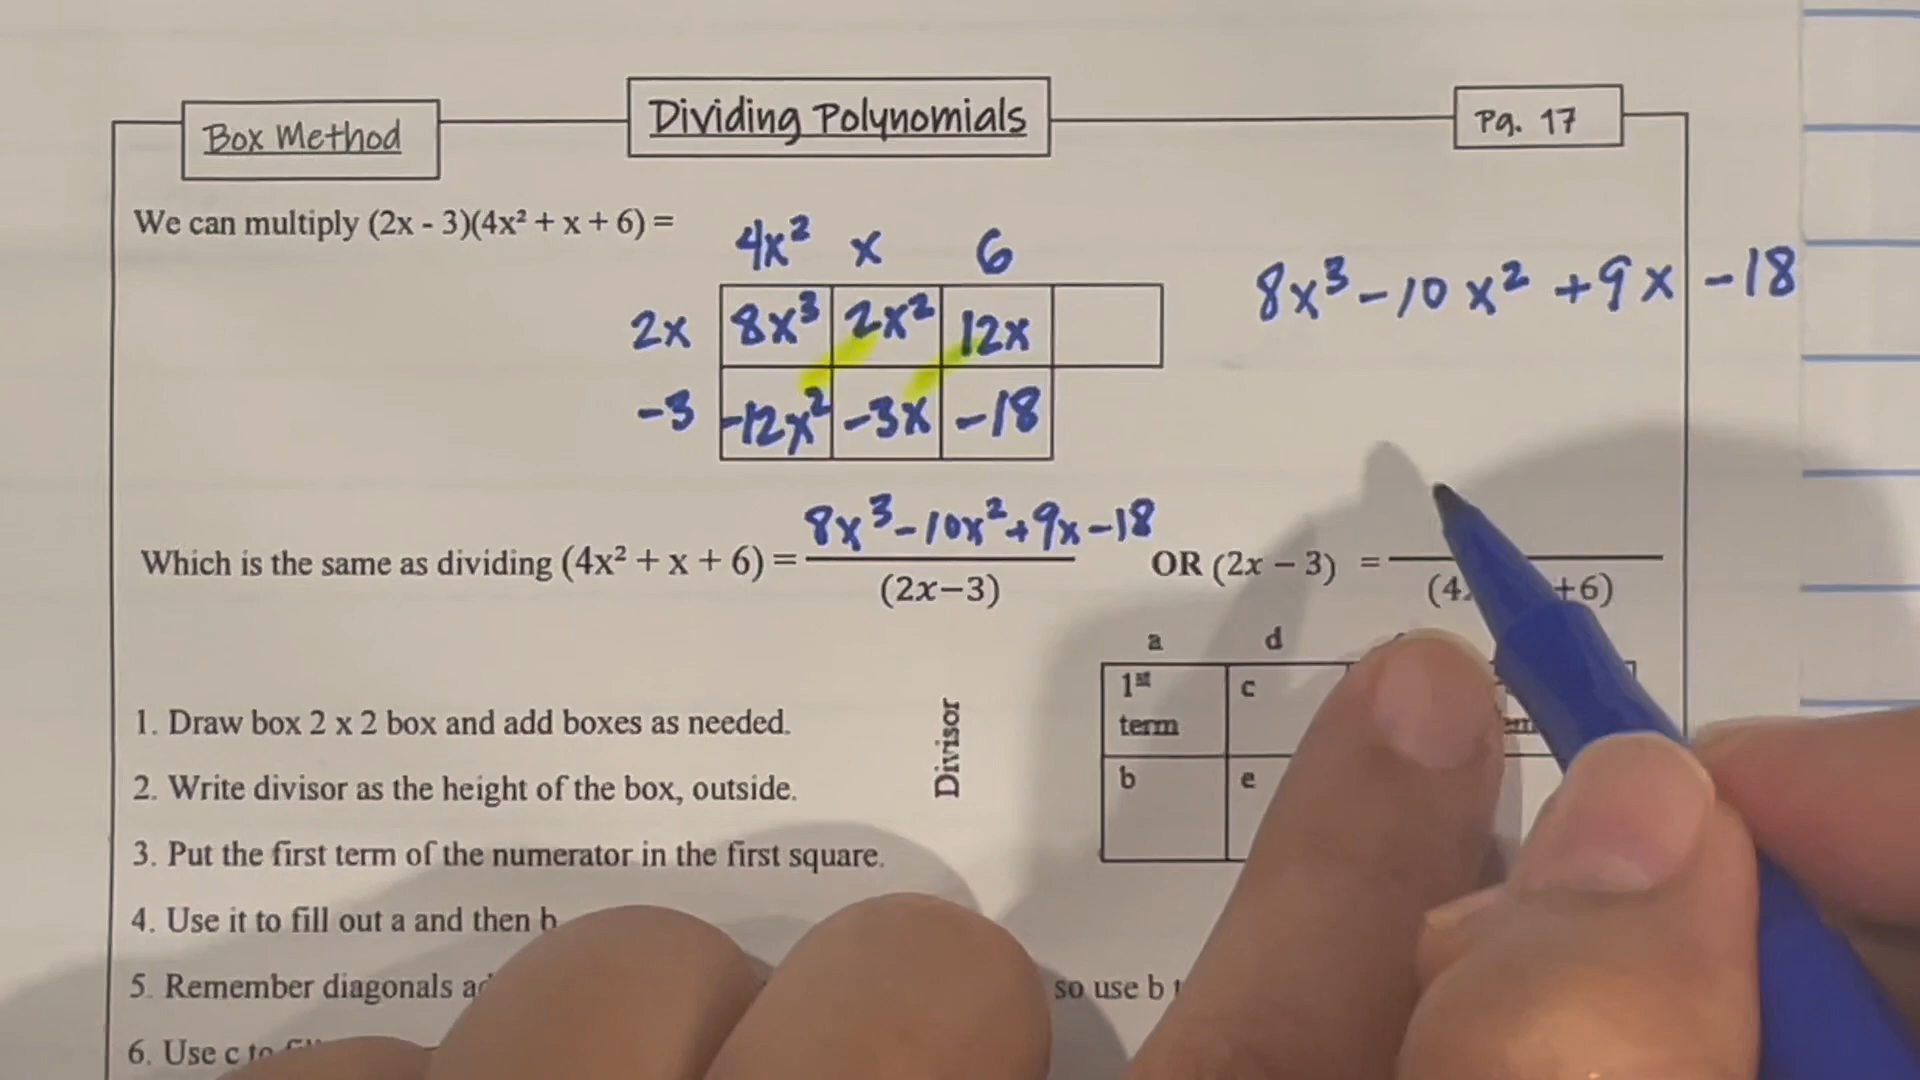 Box Method
Dividing Polynomials
Pg. 17
We can multiply (2x - 3)(4x² + x + 6) =
4x² x 6
8x³ - 10x² + 9x - 18
2x 8x³ 2x² 12x
-3 -12x² -3x -18
8x³ - 10x² + 9x - 18
Which is the same as dividing (4x² + x + 6) =
(2x−3)
OR (2x − 3) =
+6)
a d
1st term c
b e
Divisor
1. Draw box 2 x 2 box and add boxes as needed.
2. Write divisor as the height of the box, outside.
3. Put the first term of the numerator in the first square.
4. Use it to fill out a and then b
5. Remember diagonals so use b
6. Use c to